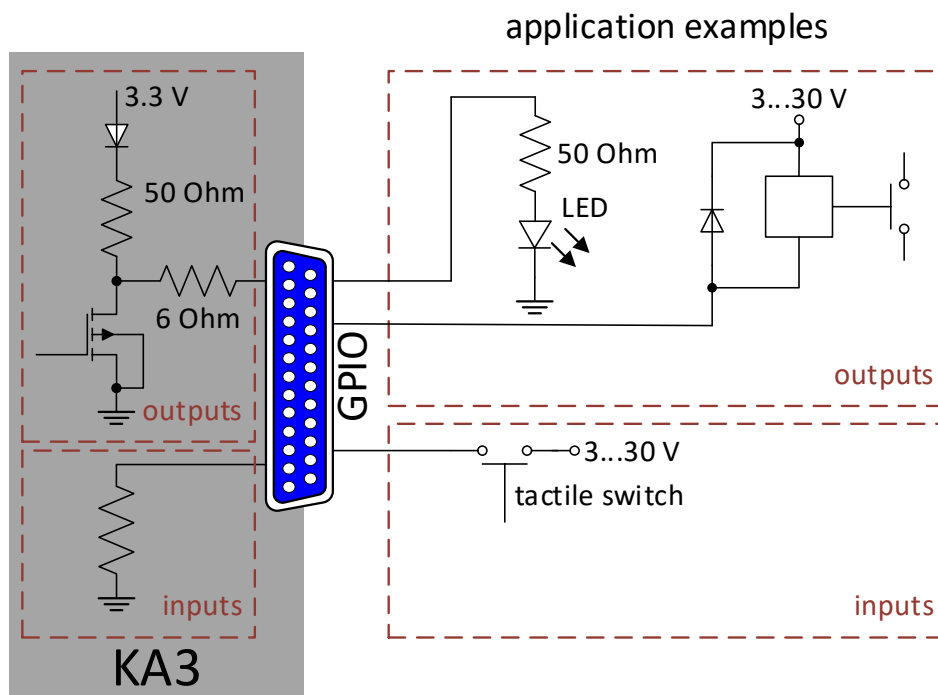 application examples
3.3 V
50 Ohm
6 Ohm
outputs
inputs
KA3
GPIO
50 Ohm
LED
3...30 V
outputs
3...30 V
tactile switch
inputs